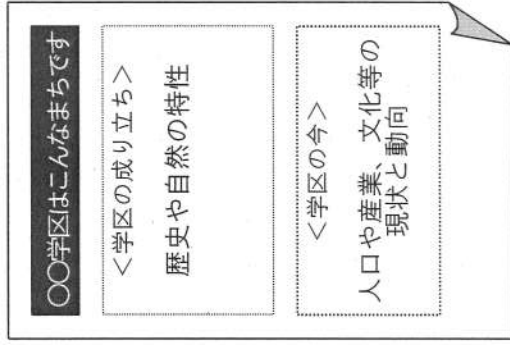 〇〇学区はこんなまちです
＜学区の成り立ち＞
歴史や自然の特性
＜学区の今＞
人口や産業、文化等の
現状と動向